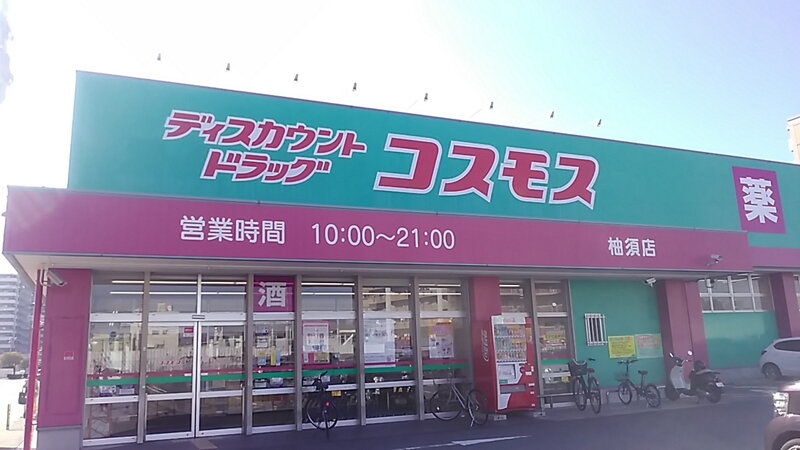 ディスカウント
ドラッグ
コスモス
薬
営業時間 10:00～21:00
柚須店
酒